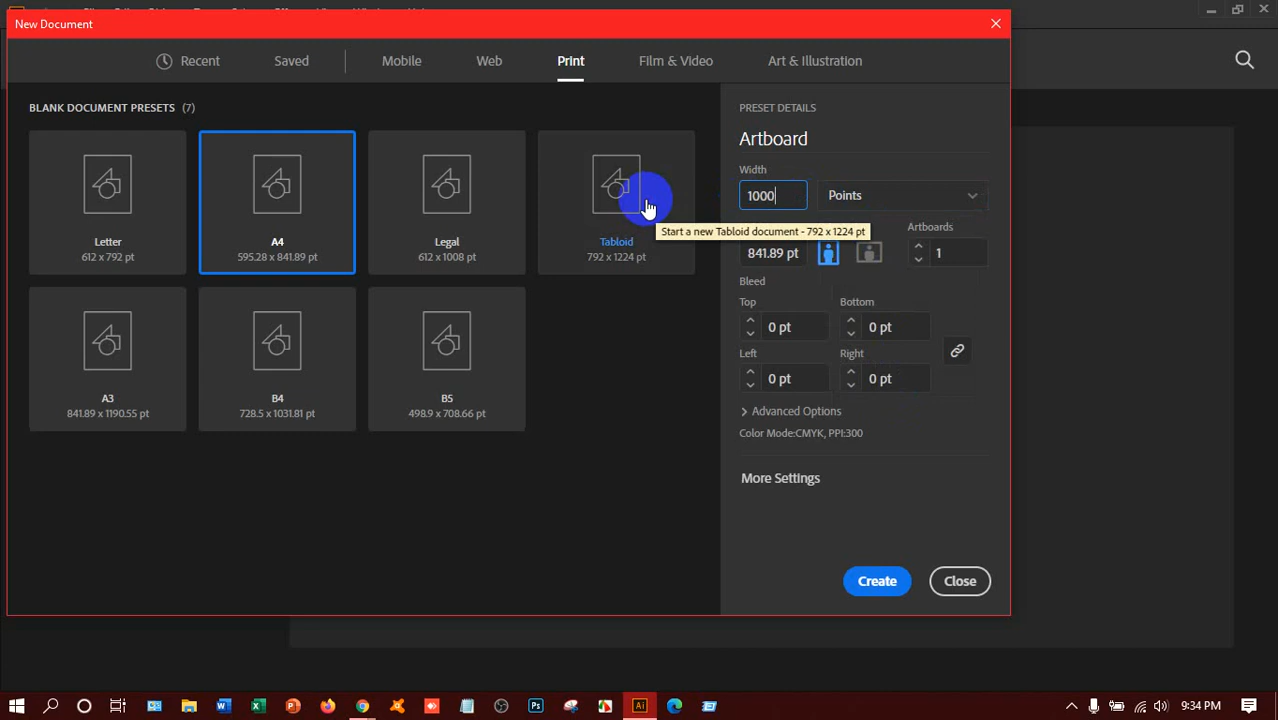 New Document
Recent
Saved
Mobile
Web
Print
Film & Video
Art & Illustration
BLANK DOCUMENT PRESETS (7)
Letter
612 x 792 pt
A4
595.28 x 841.89 pt
Legal
612 x 1008 pt
Tabloid
792 x 1224 pt
A3
841.89 x 1190.55 pt
B4
728.5 x 1031.81 pt
B5
498.9 x 708.66 pt
Start a new Tabloid document - 792 x 1224 pt
PRESET DETAILS
Artboard
Width
1000
Points
Artboards
841.89 pt
1
Bleed
Top
Bottom
0 pt
0 pt
Left
Right
0 pt
0 pt
Advanced Options
Color Mode:CMYK, PPI:300
More Settings
Create
Close
Ps
Ai
9:34 PM